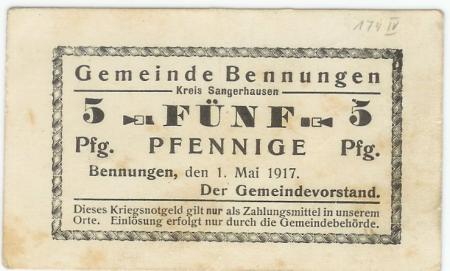 174 IV
Gemeinde Bennungen
Kreis Sangerhausen
5 FÜNF 5
Pfg. PFENNIGE Pfg.
Bennungen, den 1. Mai 1917.
Der Gemeindevorstand.
Dieses Kriegsnotgeld gilt nur als Zahlungsmittel in unserem
Orte. Einlösung erfolgt nur durch die Gemeindebehörde.